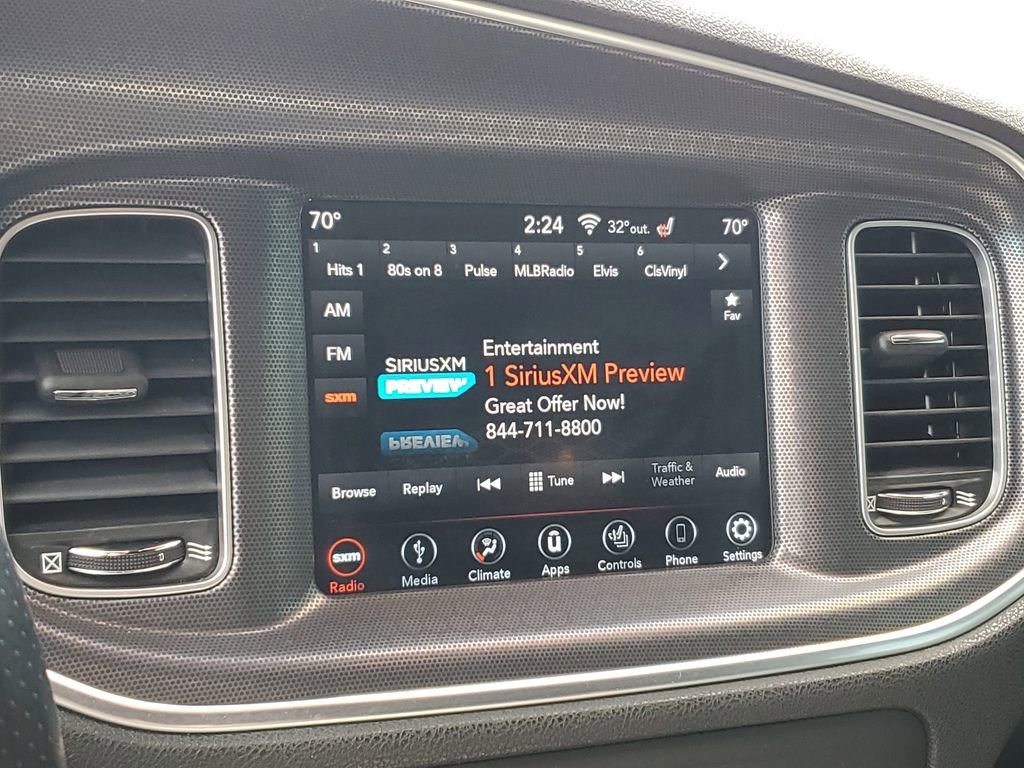 70° 2:24 32°out. 70°
1 2 3 4 5 6
Hits 1 80s on 8 Pulse MLBRadio Elvis ClsVinyl
AM
Fav
FM
sxm
SIRIUSXM
PREVIEW
Entertainment
1 SiriusXM Preview
Great Offer Now!
844-711-8800
PREVIEW
Browse Replay Tune Traffic & Weather Audio
sxm
Radio Media Climate Apps Controls Phone Settings